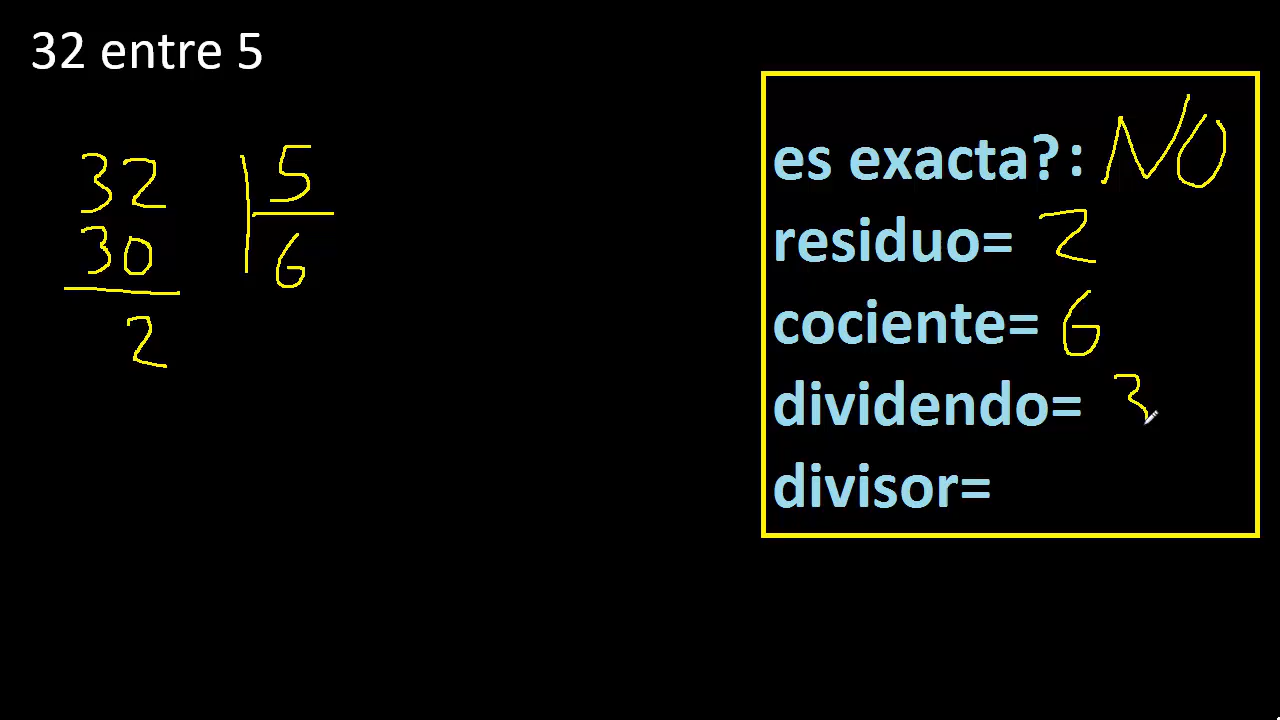 32 entre 5
32 5
30 6
2
es exacta?: NO
residuo= 2
cociente= 6
dividendo= 3
divisor=